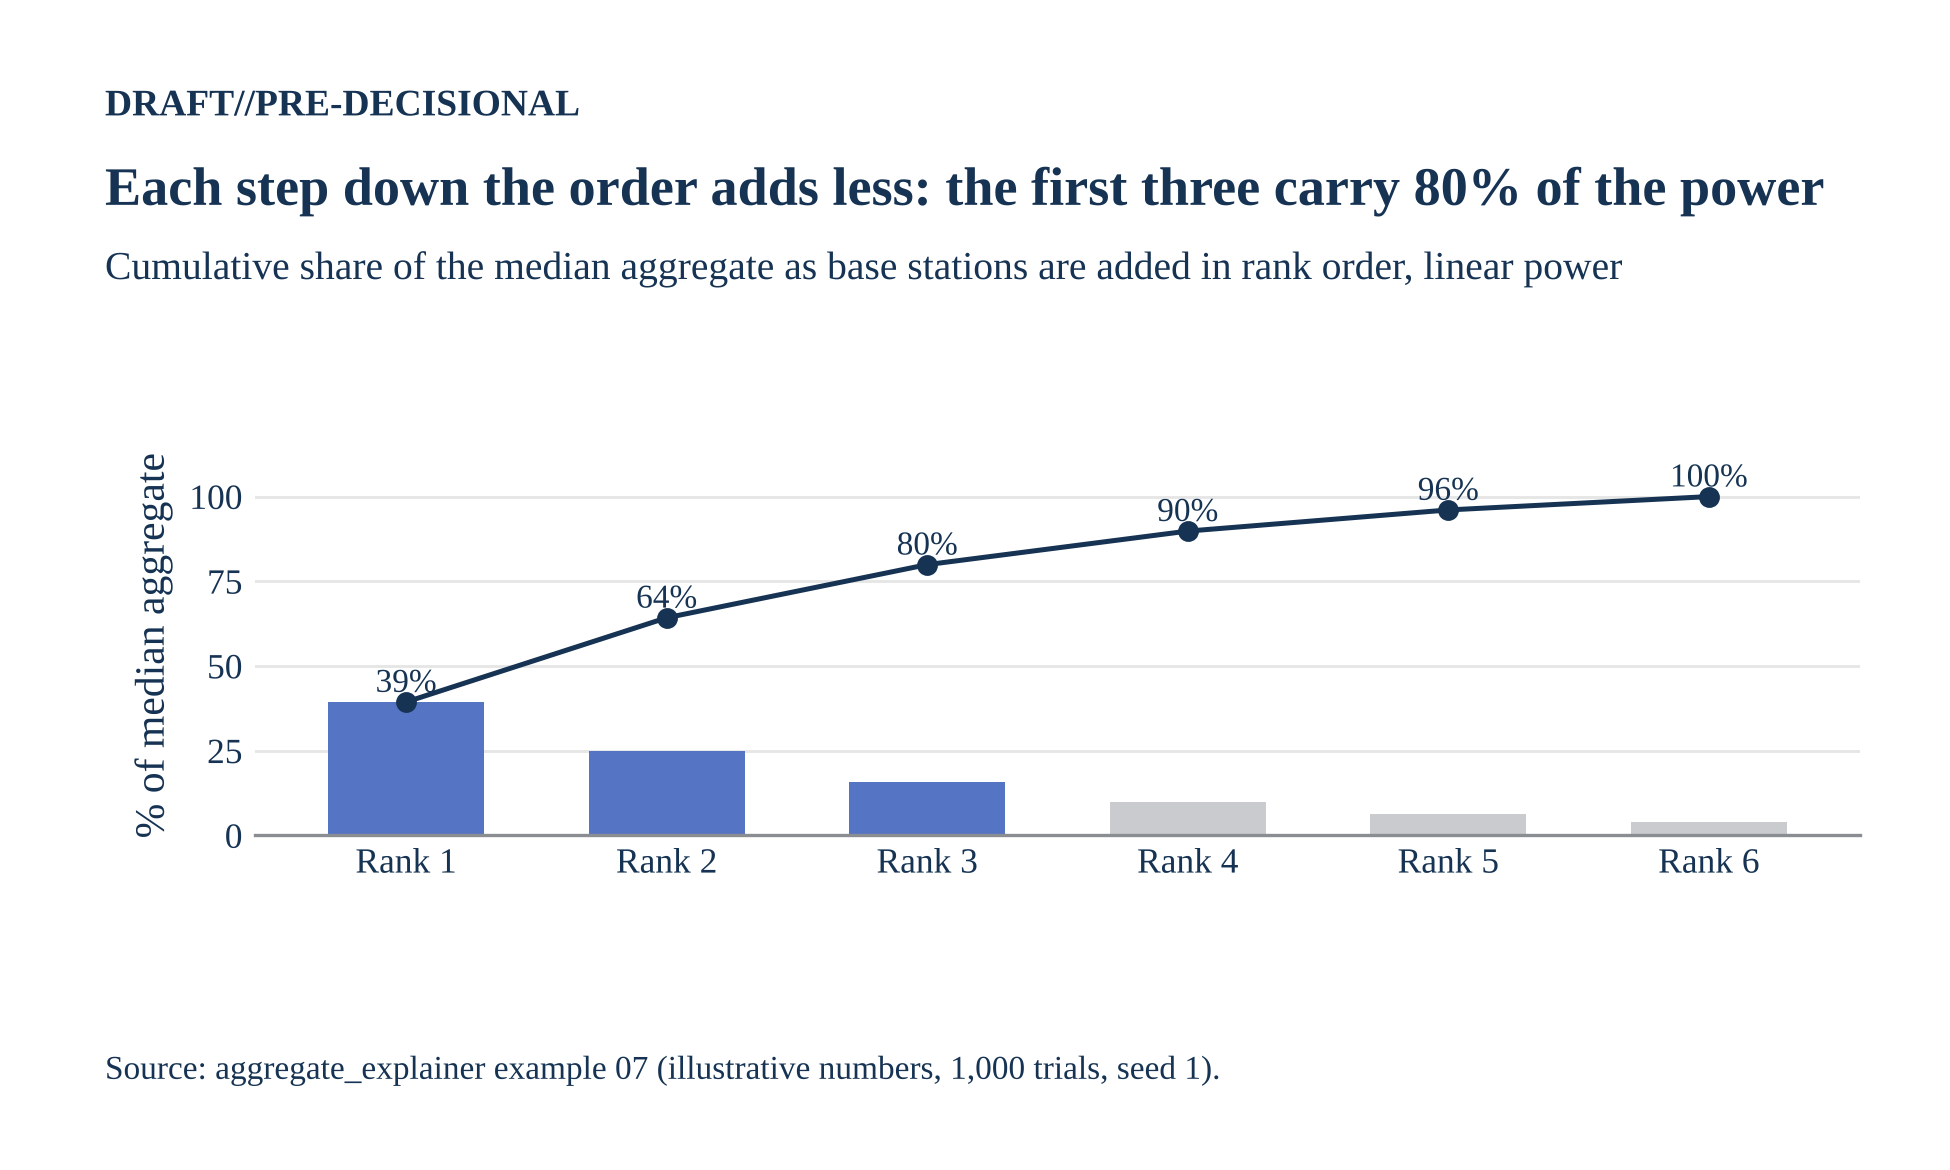 DRAFT//PRE-DECISIONAL
Each step down the order adds less: the first three carry 80% of the power
Cumulative share of the median aggregate as base stations are added in rank order, linear power
% of median aggregate
100
75
50
25
0
39%
64%
80%
90%
96%
100%
Rank 1
Rank 2
Rank 3
Rank 4
Rank 5
Rank 6
Source: aggregate_explainer example 07 (illustrative numbers, 1,000 trials, seed 1).